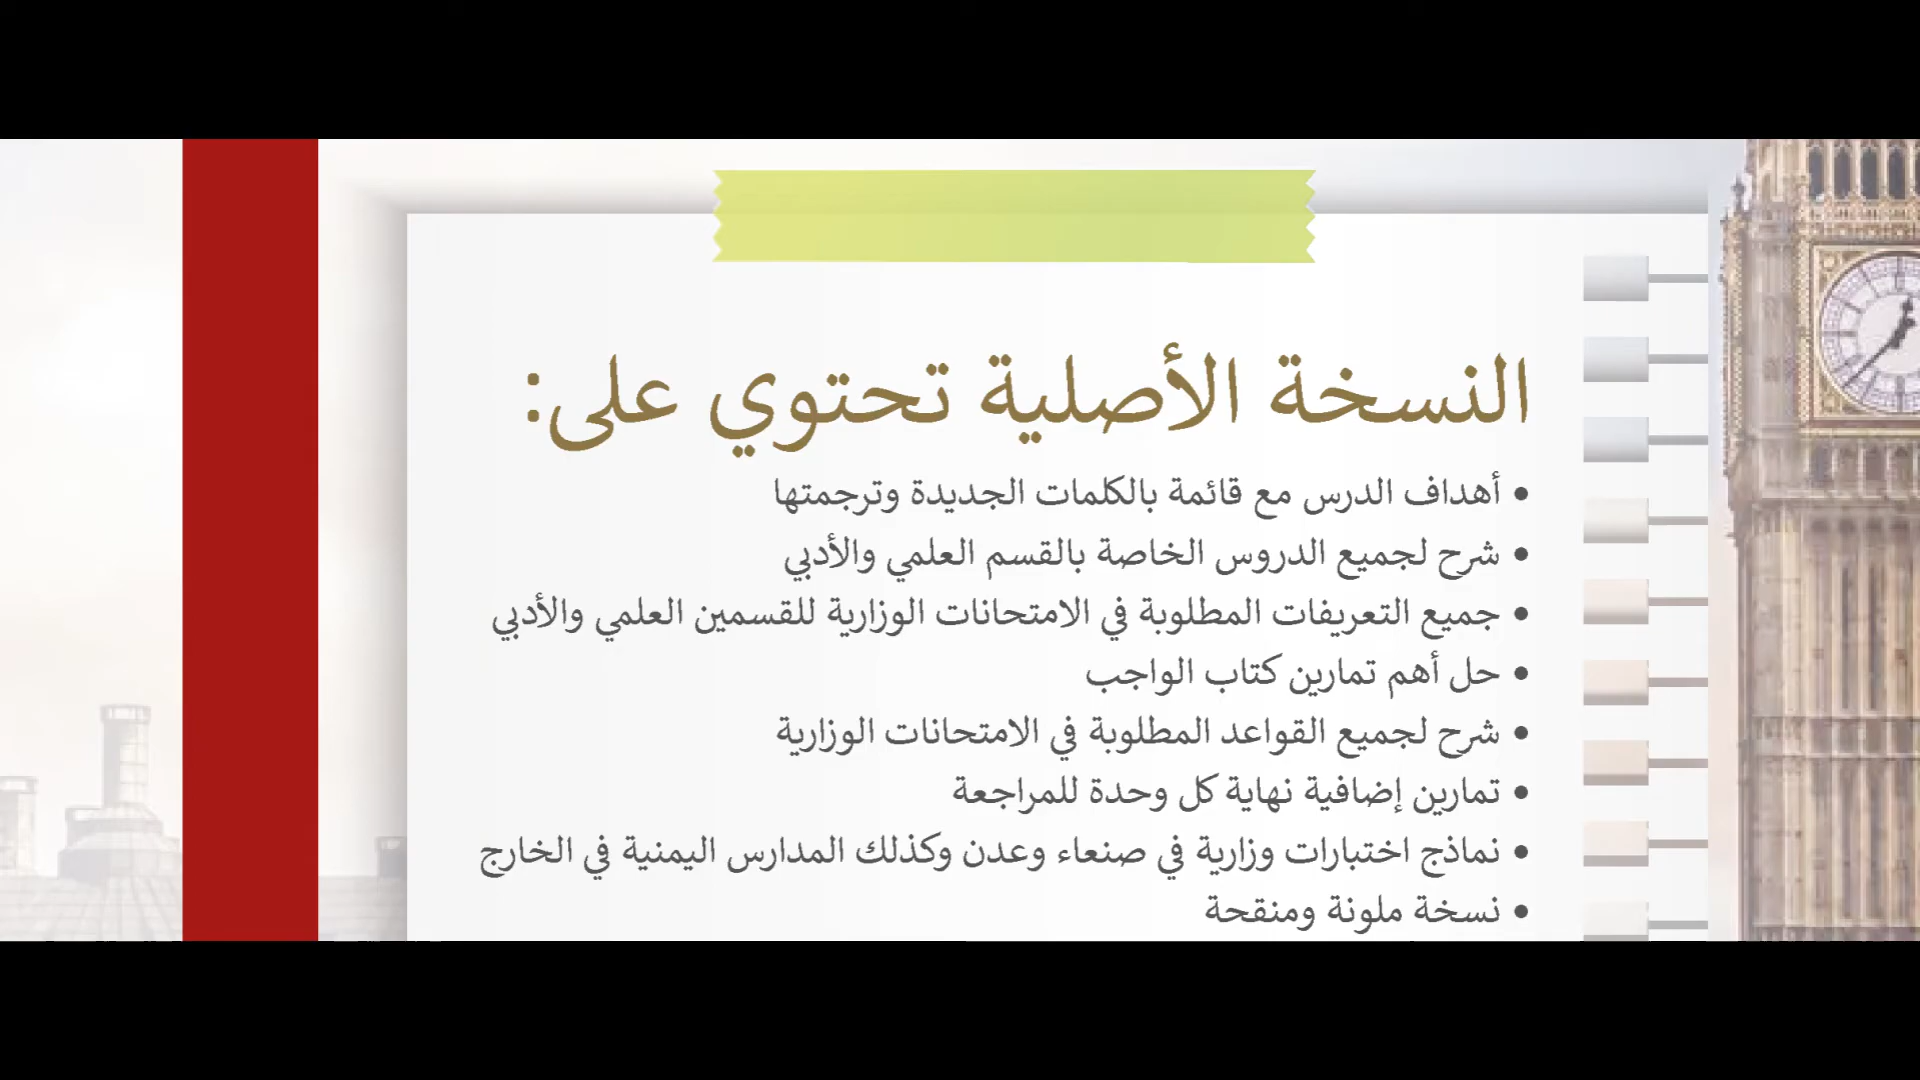 النسخة الأصلية تحتوي على:
• أهداف الدرس مع قائمة بالكلمات الجديدة وترجمتها
• شرح لجميع الدروس الخاصة بالقسم العلمي والأدبي
• جميع التعريفات المطلوبة في الامتحانات الوزارية للقسمين العلمي والأدبي
• حل أهم تمارين كتاب الواجب
• شرح لجميع القواعد المطلوبة في الامتحانات الوزارية
• تمارين إضافية نهاية كل وحدة للمراجعة
• نماذج اختبارات وزارية في صنعاء وعدن وكذلك المدارس اليمنية في الخارج
• نسخة ملونة ومنقحة